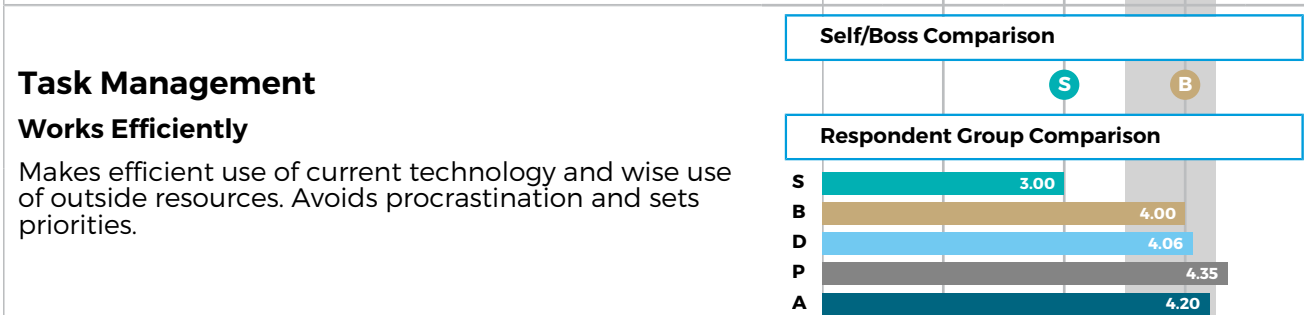 Task Management
Works Efficiently
Makes efficient use of current technology and wise use
of outside resources. Avoids procrastination and sets
priorities.
Self/Boss Comparison
S
B
Respondent Group Comparison
S 3.00
B 4.00
D 4.06
P 4.35
A 4.20